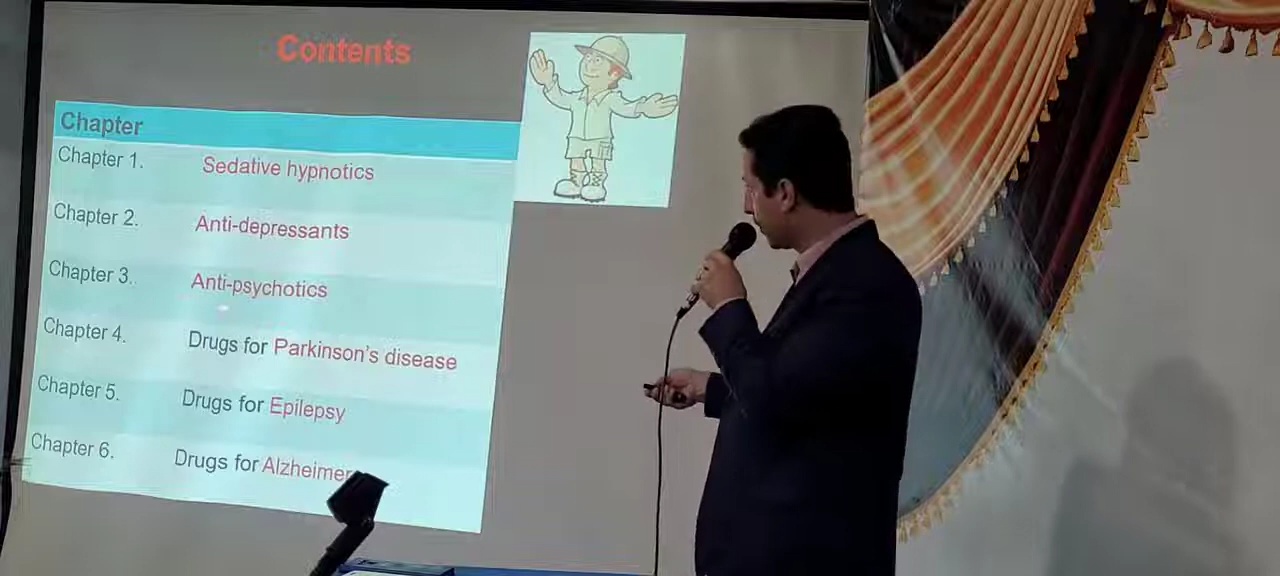 Contents
Chapter
Chapter 1. Sedative hypnotics
Chapter 2. Anti-depressants
Chapter 3. Anti-psychotics
Chapter 4. Drugs for Parkinson's disease
Chapter 5. Drugs for Epilepsy
Chapter 6. Drugs for Alzheimer